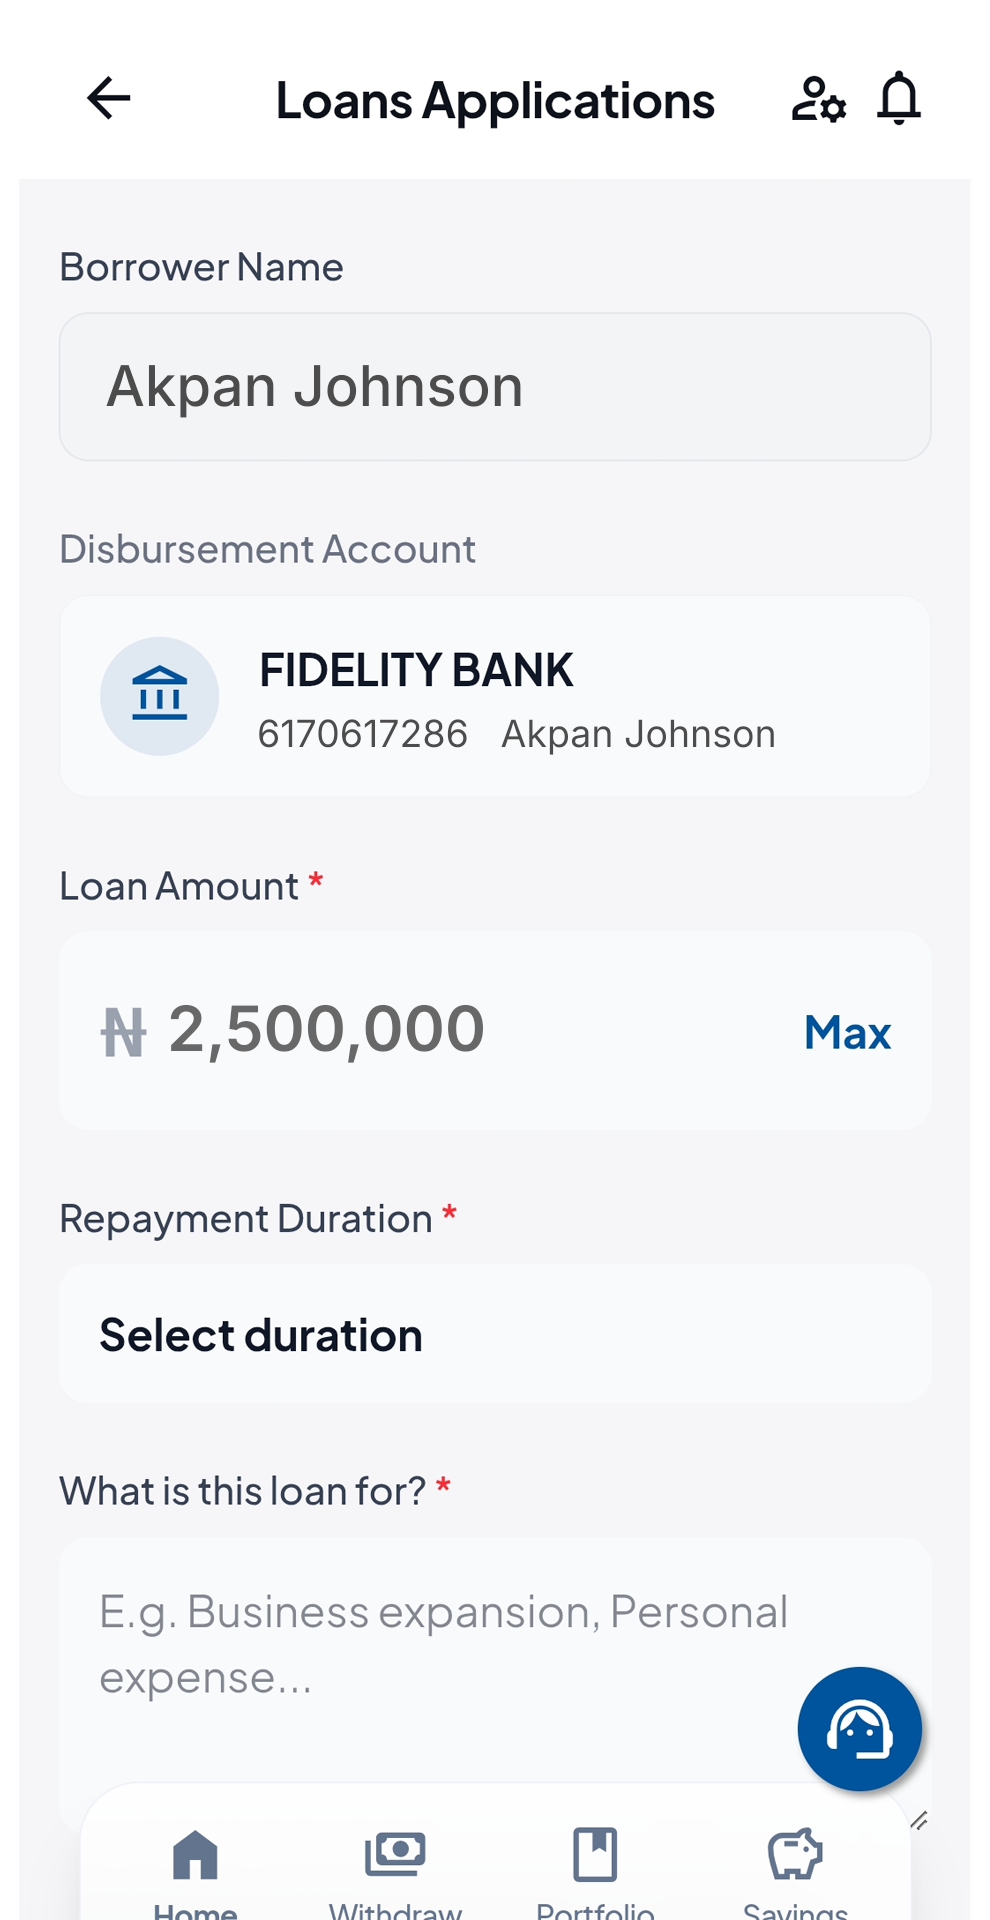 Loans Applications
Borrower Name
Akpan Johnson
Disbursement Account
FIDELITY BANK
6170617286 Akpan Johnson
Loan Amount *
₦ 2,500,000 Max
Repayment Duration *
Select duration
What is this loan for? *
E.g. Business expansion, Personal
expense...
Home Withdraw Portfolio Savings